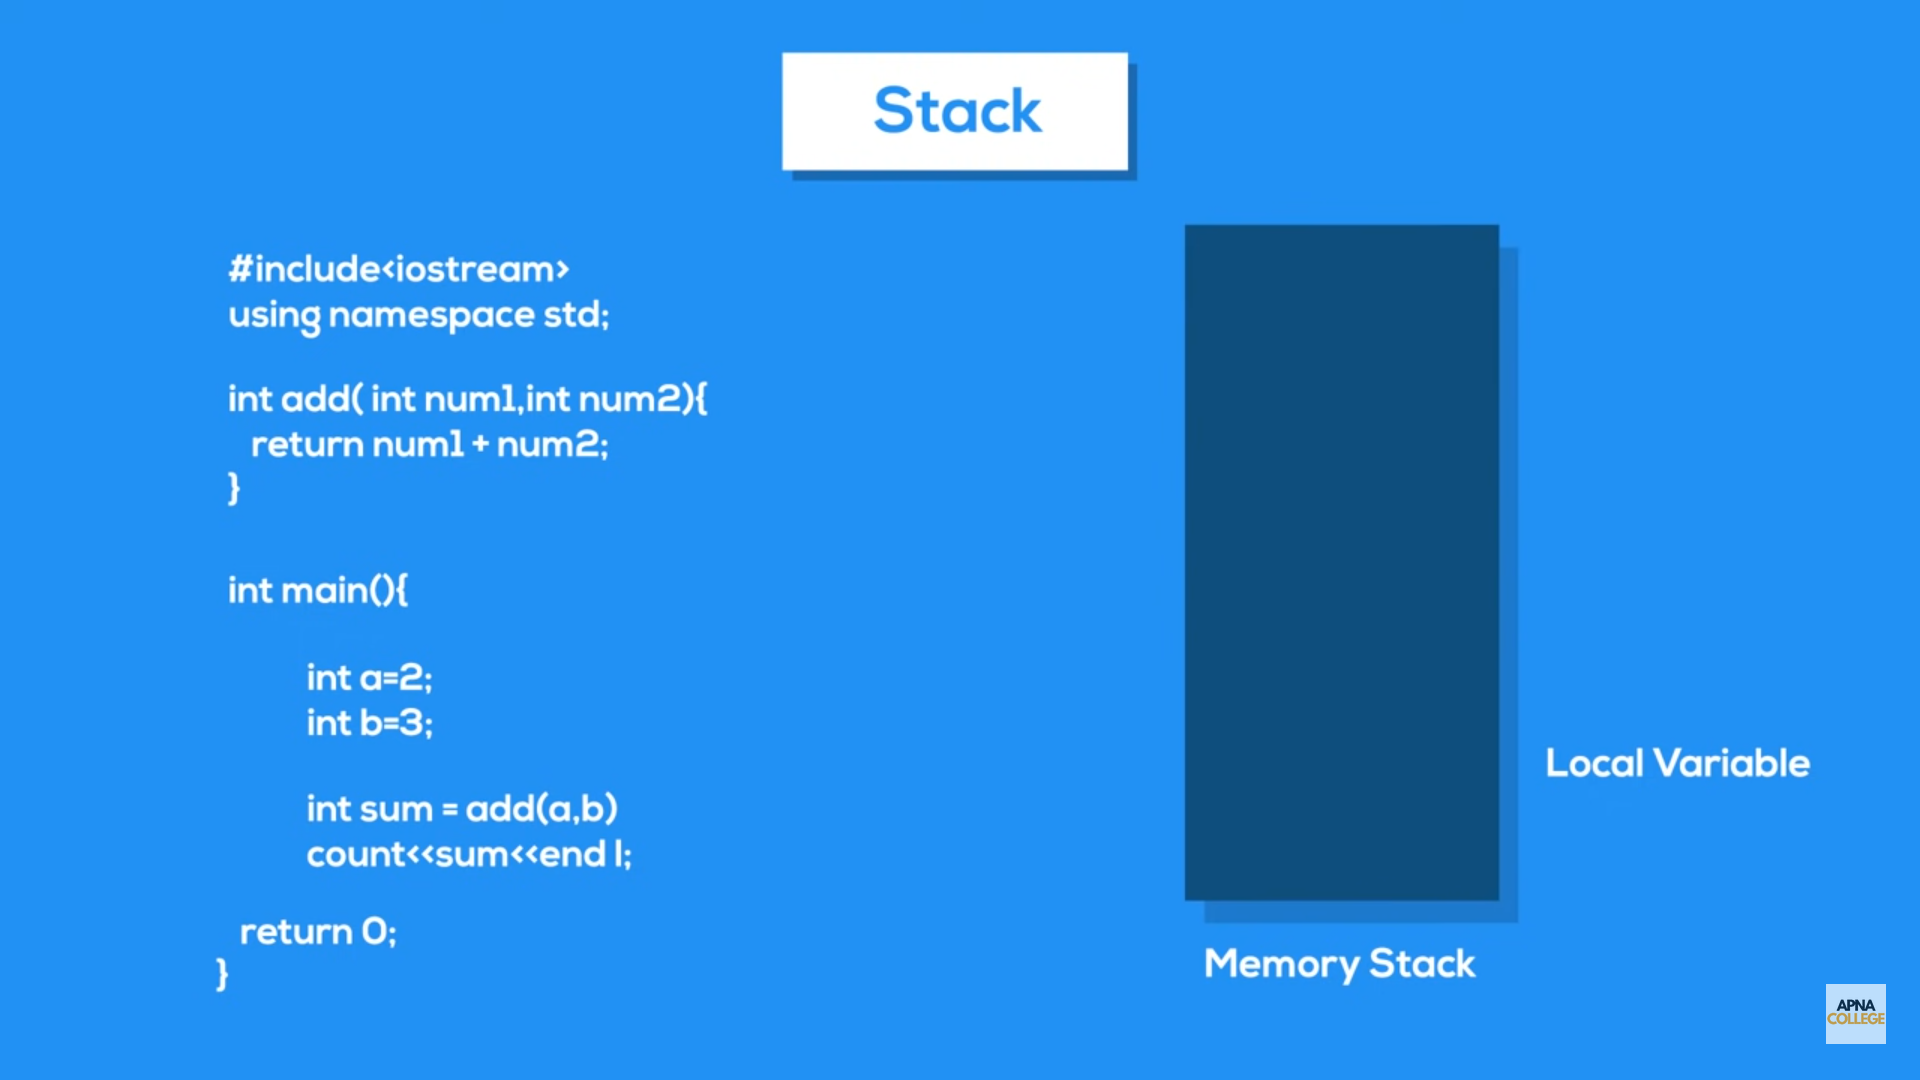 Stack
#include<iostream>
using namespace std;
int add( int num1,int num2){
return num1 + num2;
}
int main(){
int a=2;
int b=3;
int sum = add(a,b)
count<<sum<<end l;
return 0;
}
Local Variable
Memory Stack
APNA
COLLEGE